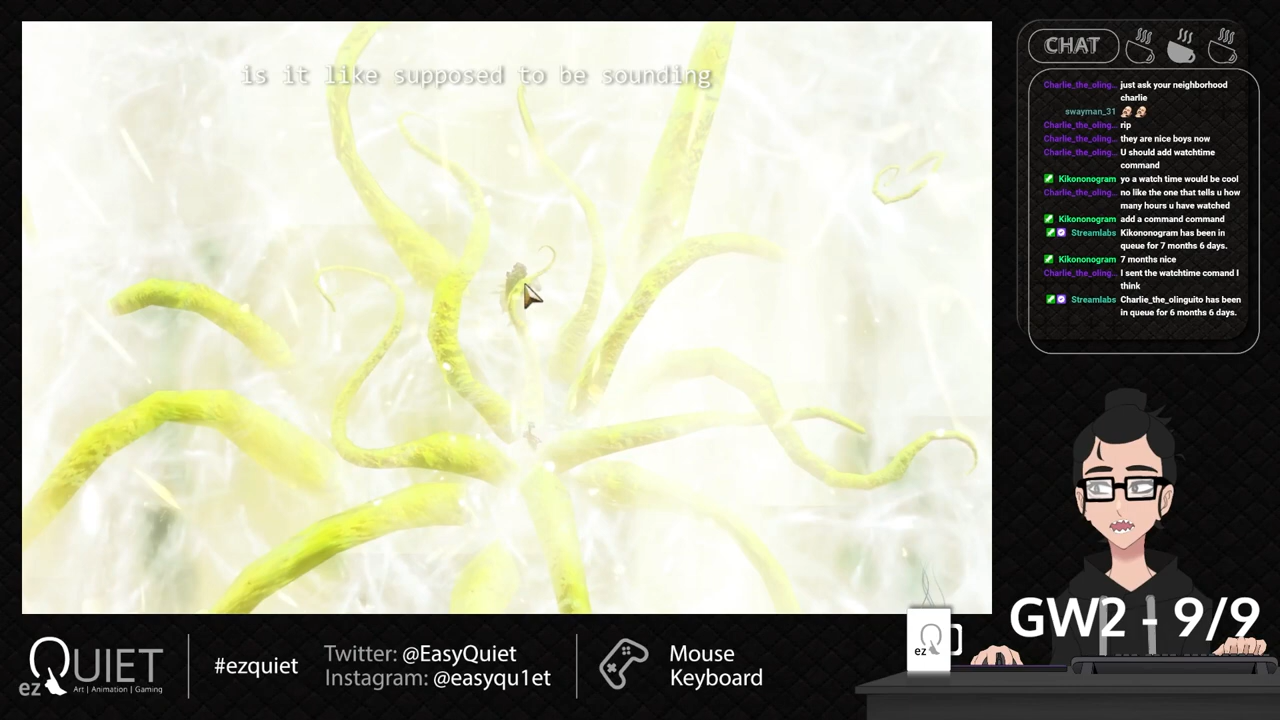 is it like supposed to be sounding
CHAT
Charlie_the_oling... just ask your neighborhood
charlie
swayman_31
Charlie_the_oling... rip
Charlie_the_oling... they are nice boys now
Charlie_the_oling... U should add watchtime
command
Kikononogram yo a watch time would be cool
Charlie_the_oling... no like the one that tells u how
many hours u have watched
Kikononogram add a command command
Streamlabs Kikononogram has been in
queue for 7 months 6 days.
Kikononogram 7 months nice
Charlie_the_oling... I sent the watchtime comand I
think
Streamlabs Charlie_the_olinguito has been
in queue for 6 months 6 days.
GW2 - 9/9
ez QUIET
Art | Animation | Gaming
#ezquiet
Twitter: @EasyQuiet
Instagram: @easyqu1et
Mouse
Keyboard
Q
ez